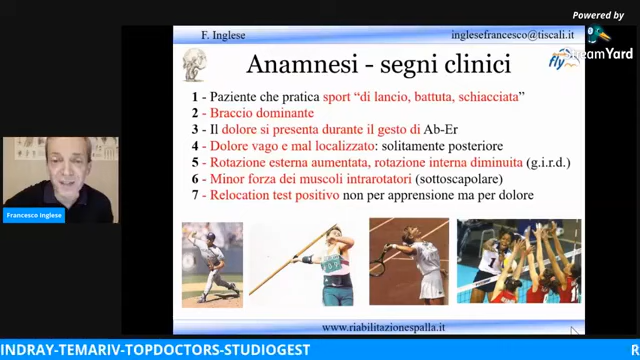 Powered by
StreamYard
F. Inglese
inglesefrancesco@tiscali.it
fly
Anamnesi - segni clinici
1 - Paziente che pratica sport “di lancio, battuta, schiacciata”
2 - Braccio dominante
3 - Il dolore si presenta durante il gesto di Ab-Er
4 - Dolore vago e mal localizzato: solitamente posteriore
5 - Rotazione esterna aumentata, rotazione interna diminuita (g.i.r.d.)
6 - Minor forza dei muscoli intrarotatori (sottoscapolare)
7 - Relocation test positivo non per apprensione ma per dolore
Francesco Inglese
www.riabilitazionespalla.it
INDRAY-TEMARIV-TOPDOCTORS-STUDIOGEST
R